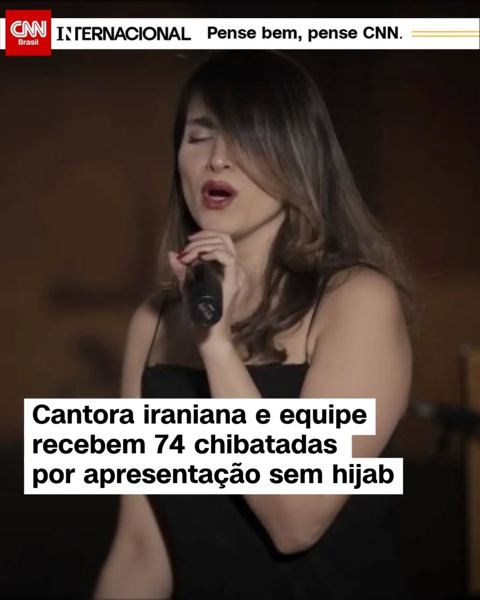 CNN
Brasil
INTERNACIONAL
Pense bem, pense CNN.
Cantora iraniana e equipe
recebem 74 chibatadas
por apresentação sem hijab